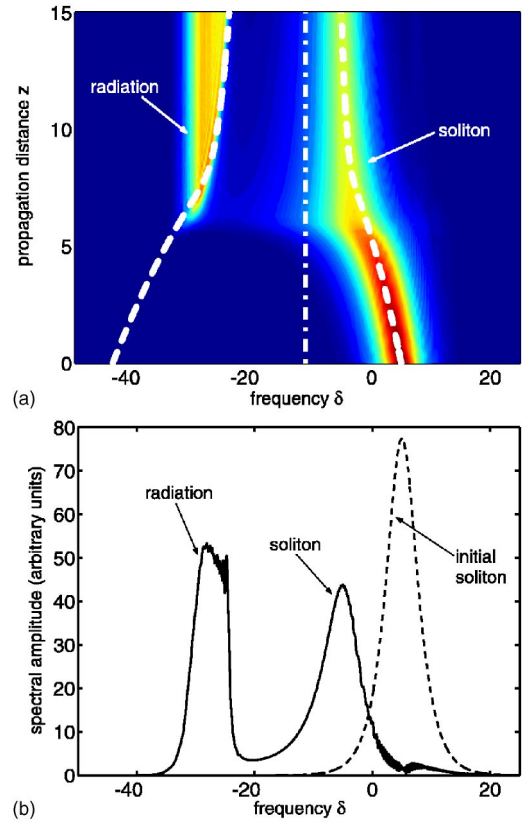 15
10
5
0
propagation distance z
radiation
soliton
-40
-20
0
20
frequency δ
(a)
80
70
60
50
40
30
20
10
0
spectral amplitude (arbitrary units)
radiation
soliton
initial
soliton
-40
-20
0
20
frequency δ
(b)